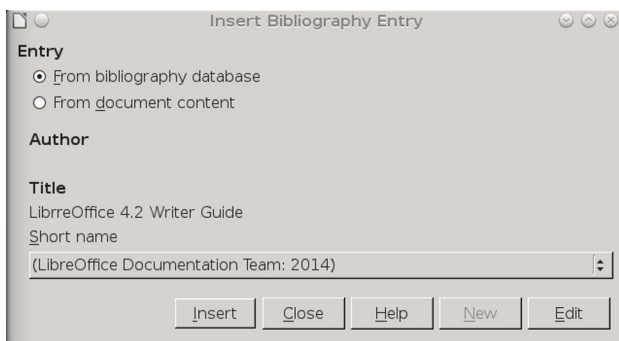 Insert Bibliography Entry
Entry
From bibliography database
From document content
Author
Title
LibrreOffice 4.2 Writer Guide
Short name
(LibreOffice Documentation Team: 2014)
Insert Close Help New Edit